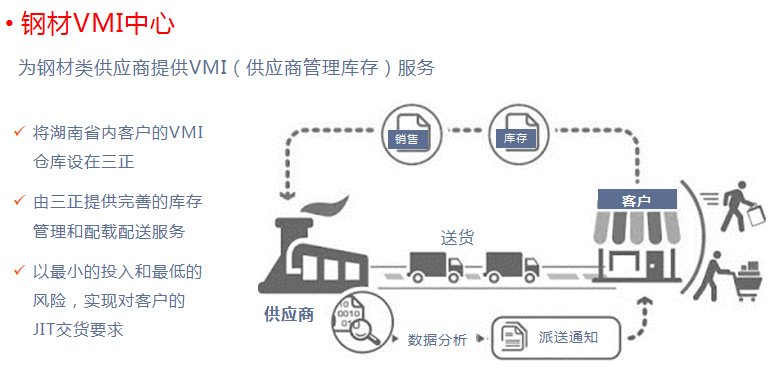 • 钢材VMI中心
为钢材类供应商提供VMI（供应商管理库存）服务
✓ 将湖南省内客户的VMI
仓库设在三正
✓ 由三正提供完善的库存
管理和配载配送服务
✓ 以最小的投入和最低的
风险，实现对客户的
JIT交货要求
销售
库存
客户
送货
供应商
数据分析
派送通知